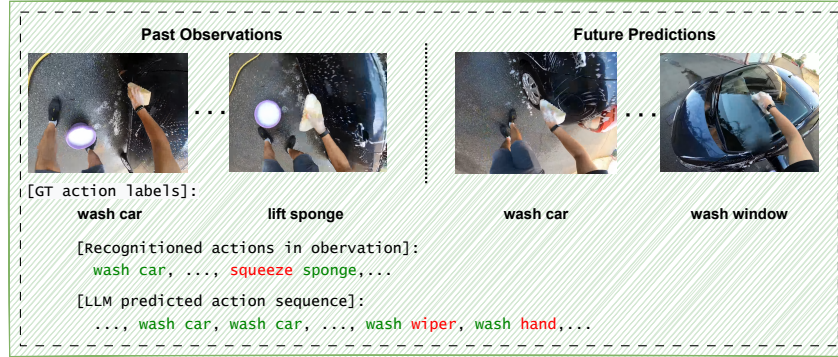 Past Observations
Future Predictions
...
...
[GT action labels]:
wash car
lift sponge
wash car
wash window
[Recognitioned actions in obervation]:
wash car, ..., squeeze sponge,...
[LLM predicted action sequence]:
..., wash car, wash car, ..., wash wiper, wash hand,...